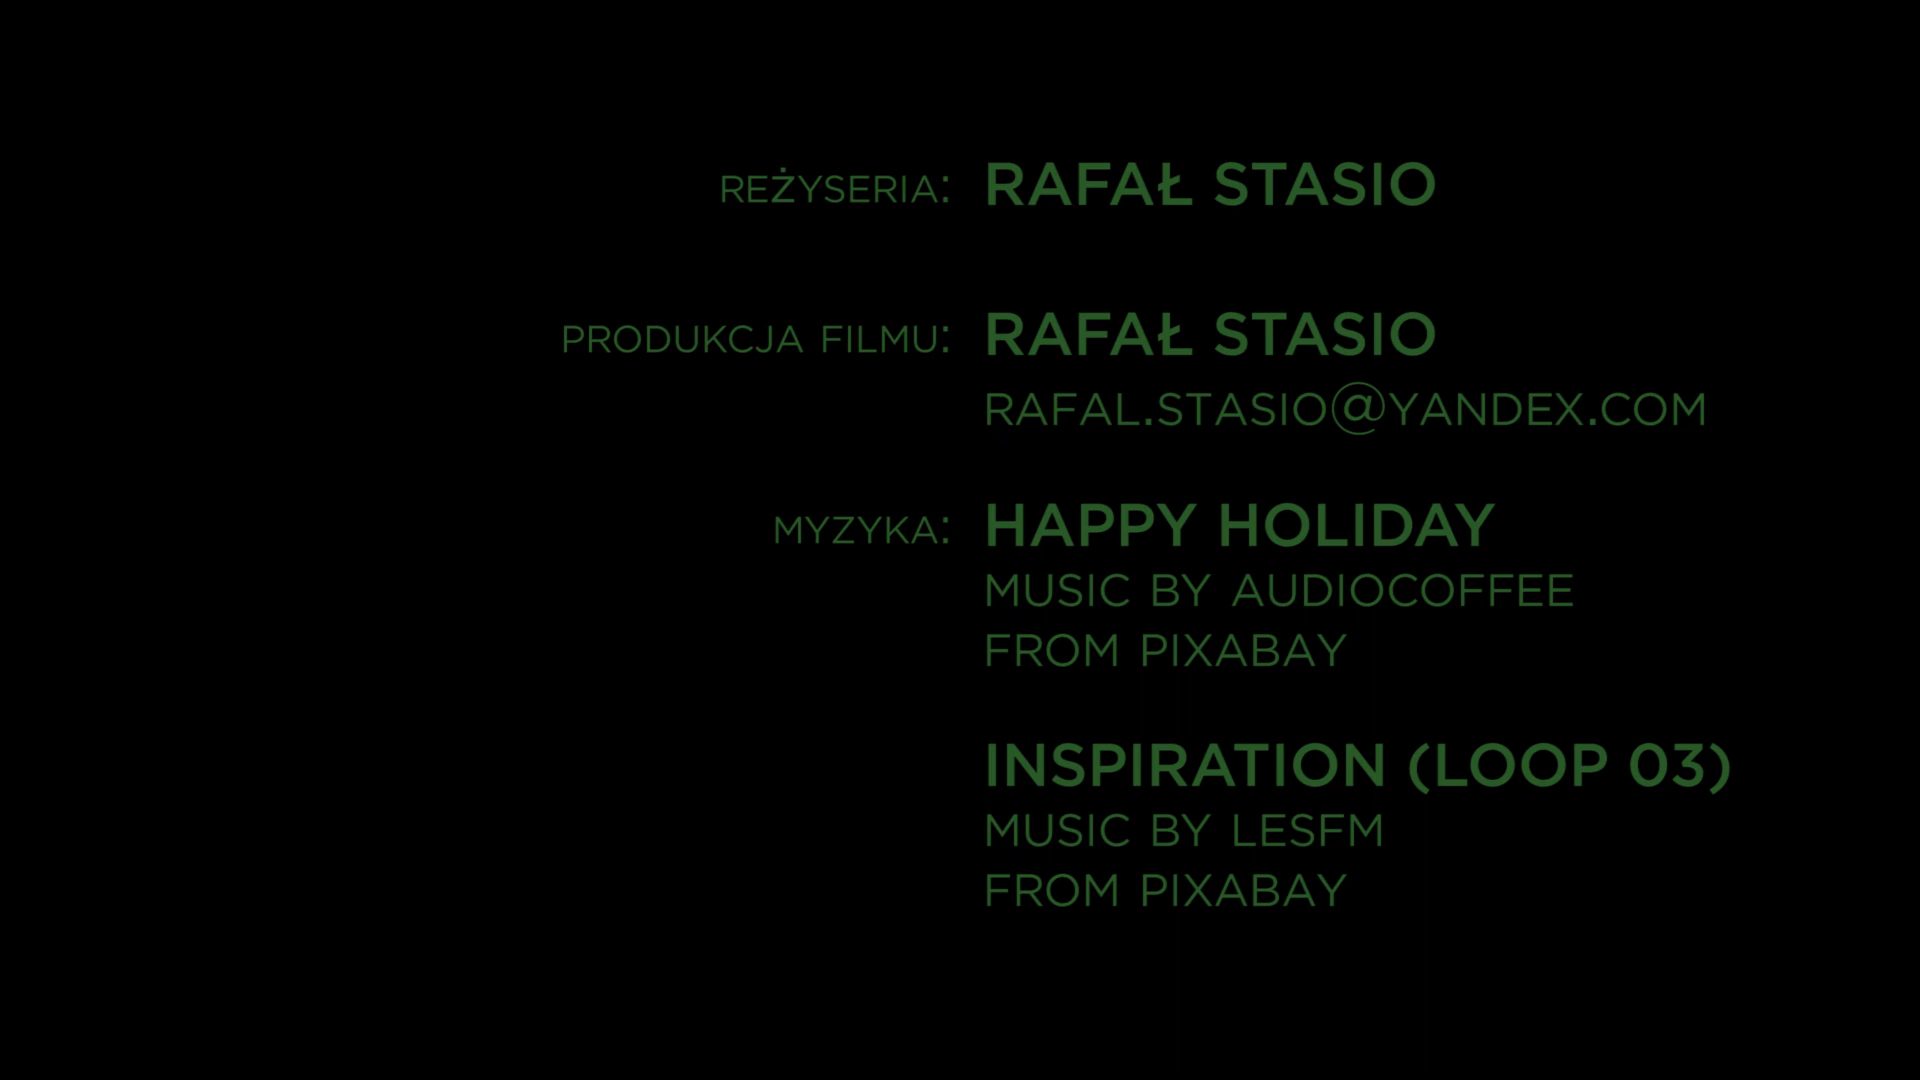 REŻYSERIA: RAFAŁ STASIO
PRODUKCJA FILMU: RAFAŁ STASIO
RAFAL.STASIO@YANDEX.COM
MYZYKA: HAPPY HOLIDAY
MUSIC BY AUDIOCOFFEE
FROM PIXABAY
INSPIRATION (LOOP 03)
MUSIC BY LESFM
FROM PIXABAY